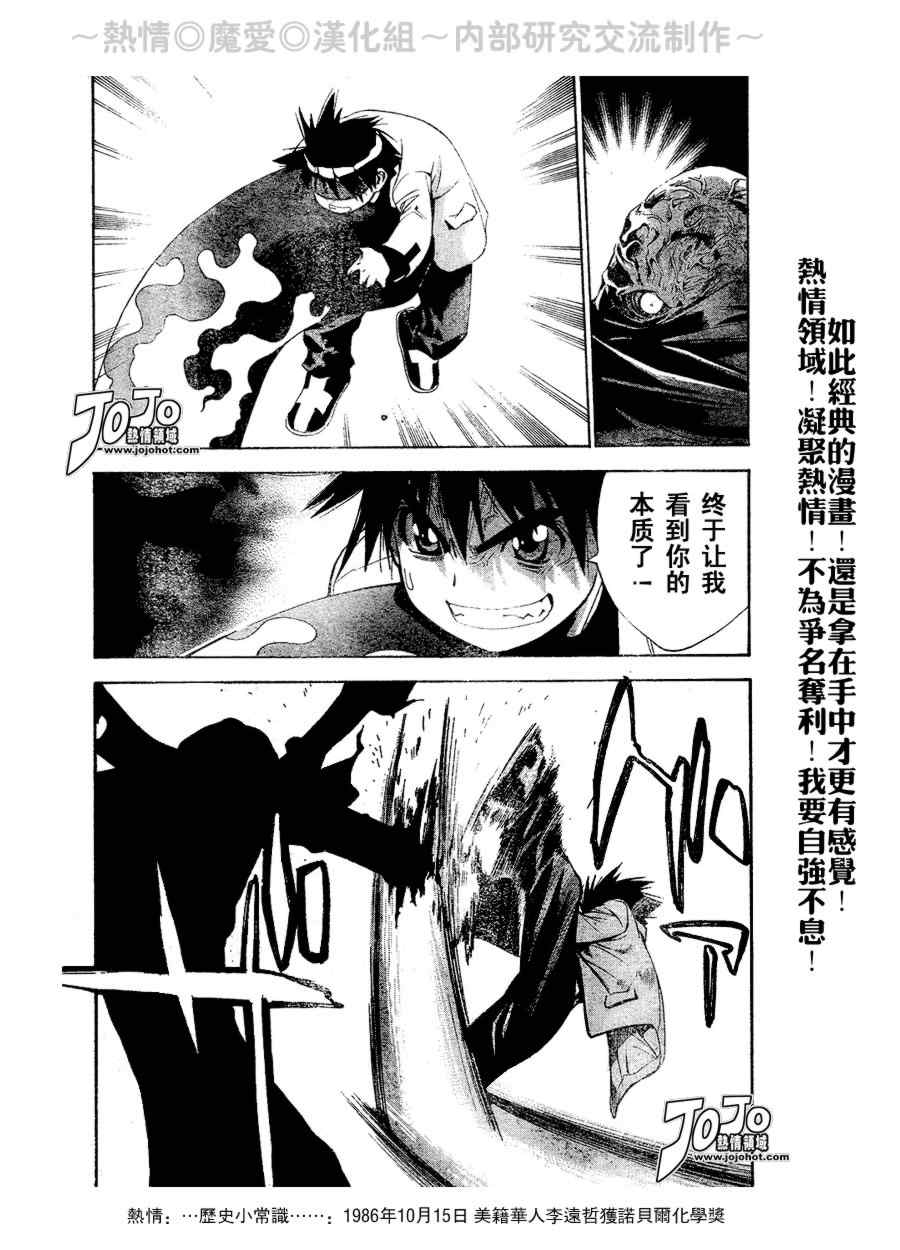 ～熱情◎魔愛◎漢化組～内部研究交流制作～
JOJO
熱情領域
www.jojohot.com
终于让我
看到你的
本质了!
如此經典的漫畫！還是拿在手中才更有感覺！
熱情領域！凝聚熱情！不為爭名奪利！我要自強不息！
JOJO
熱情領域
www.jojohot.com
熱情：…歷史小常識……：1986年10月15日 美籍華人李遠哲獲諾貝爾化學獎